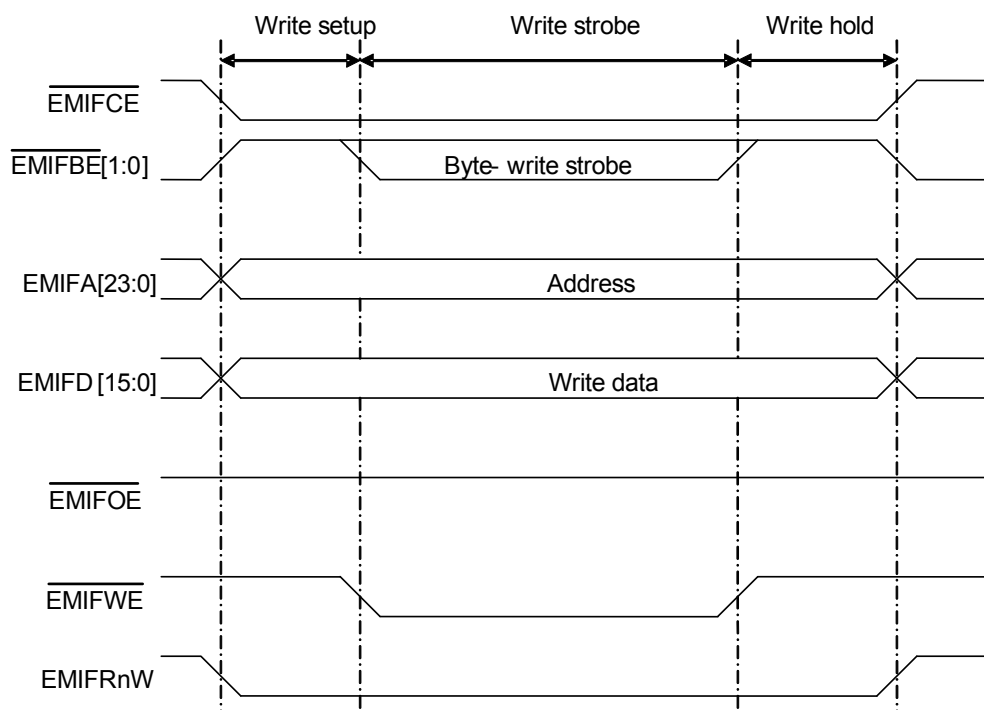 Write setup Write strobe Write hold
EMIFCE
EMIFBE[1:0] Byte- write strobe
EMIFA[23:0] Address
EMIFD [15:0] Write data
EMIFOE
EMIFWE
EMIFRnW